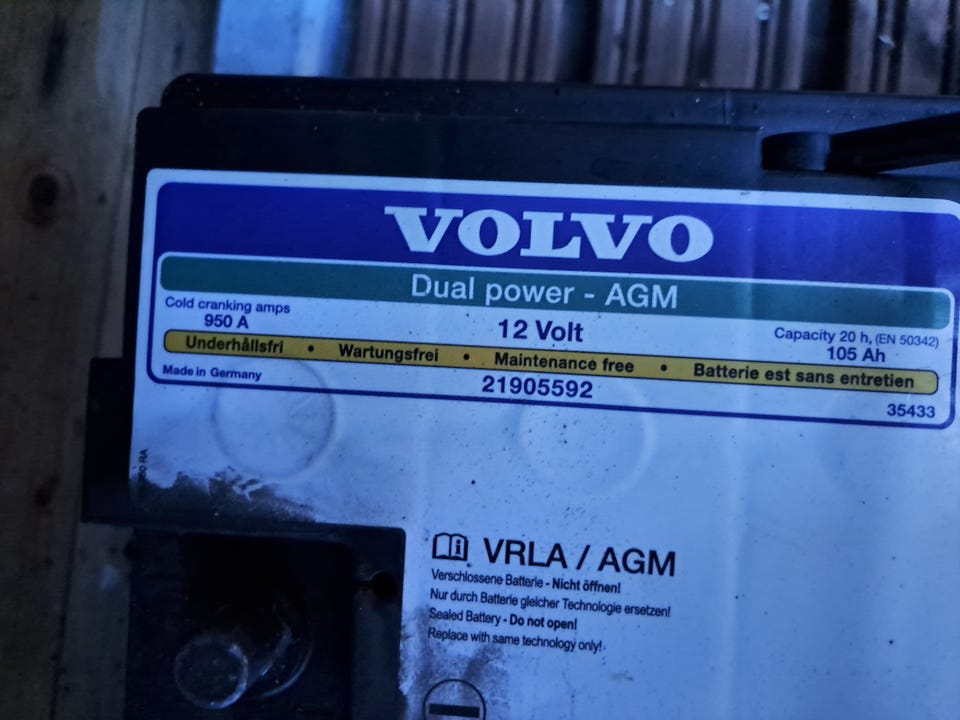 VOLVO
Dual power - AGM
Cold cranking amps
950 A
12 Volt
Capacity 20 h, (EN 50342)
105 Ah
Underhållsfri • Wartungsfrei • Maintenance free • Batterie est sans entretien
Made in Germany
21905592
35433
VRLA / AGM
Verschlossene Batterie - Nicht öffnen!
Nur durch Batterie gleicher Technologie ersetzen!
Sealed Battery - Do not open!
Replace with same technology only!